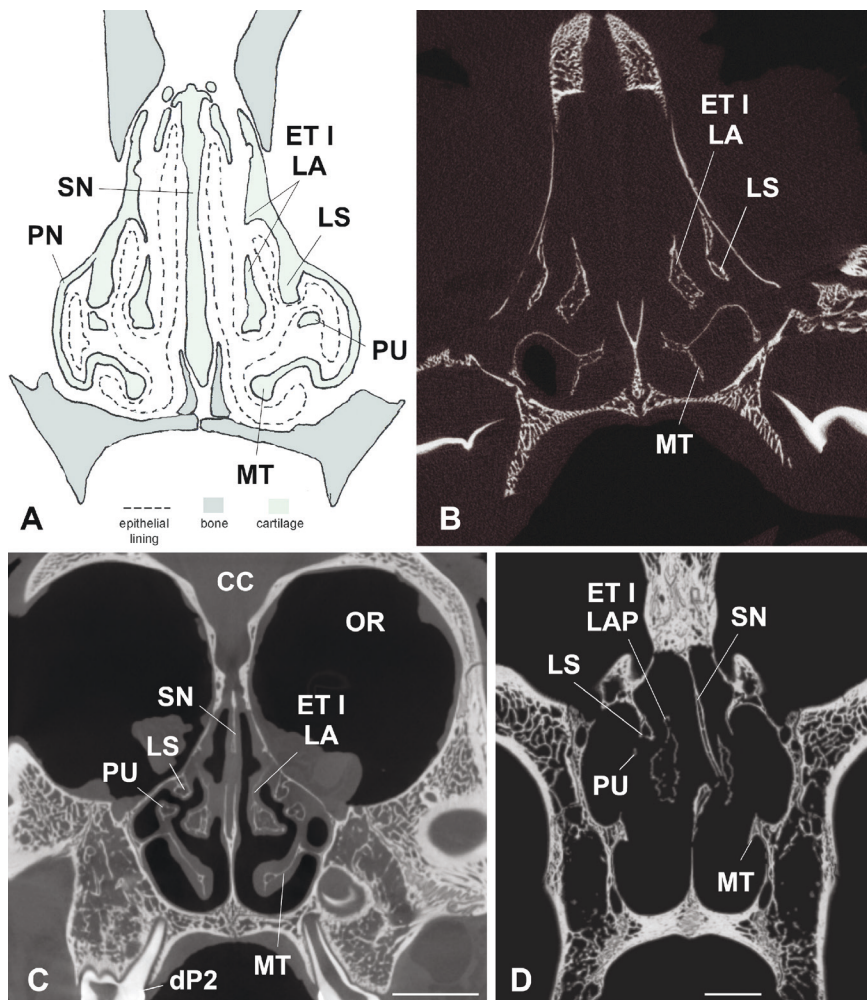 SN
ET I
LA
PN
LS
PU
MT
A
epithelial
lining
bone
cartilage
ET I
LA
LS
MT
B
CC
OR
SN
ET I
LA
LS
PU
MT
dP2
C
ET I
LAP
SN
LS
PU
MT
D